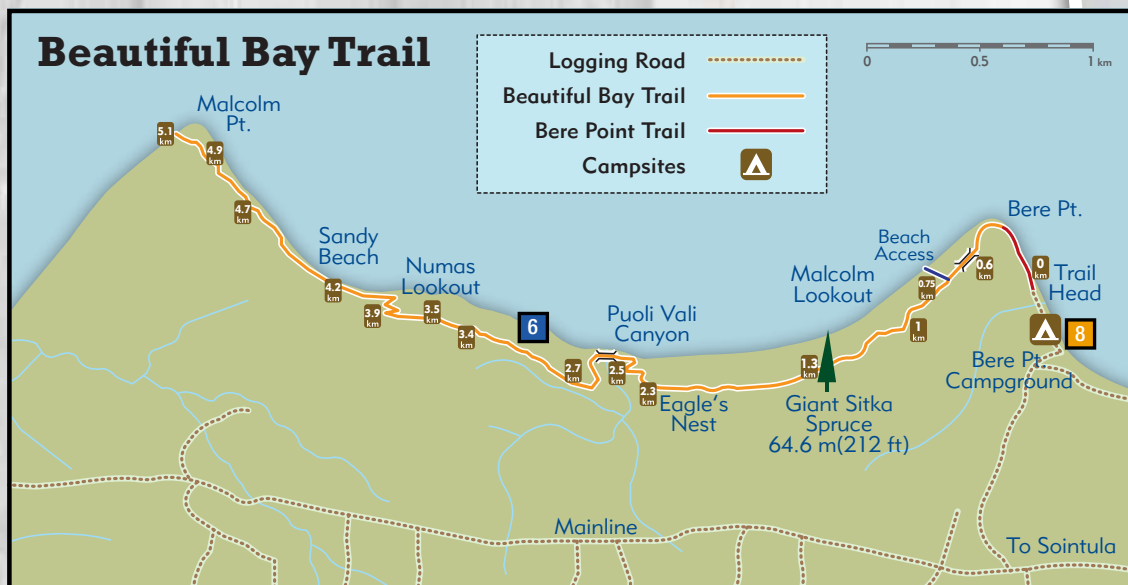 Beautiful Bay Trail
Logging Road
Beautiful Bay Trail
Bere Point Trail
Campsites
0 0.5 1 km
Malcolm
Pt.
5.1
km
4.9
km
4.7
km
Sandy
Beach
4.2
km
3.9
km
Numas
Lookout
3.5
km
3.4
km
6
Puoli Vali
Canyon
2.7
km
2.5
km
2.3
km
Eagle's
Nest
Malcolm
Lookout
1.3
km
Giant Sitka
Spruce
64.6 m(212 ft)
Beach
Access
0.75
km
1
km
0.6
km
Bere Pt.
0
km
Trail
Head
8
Bere Pt.
Campground
Mainline
To Sointula